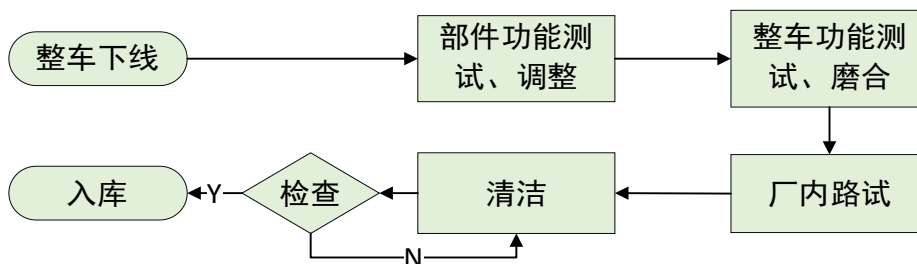 整车下线
部件功能测
试、调整
整车功能测
试、磨合
厂内路试
清洁
检查
Y
入库
N